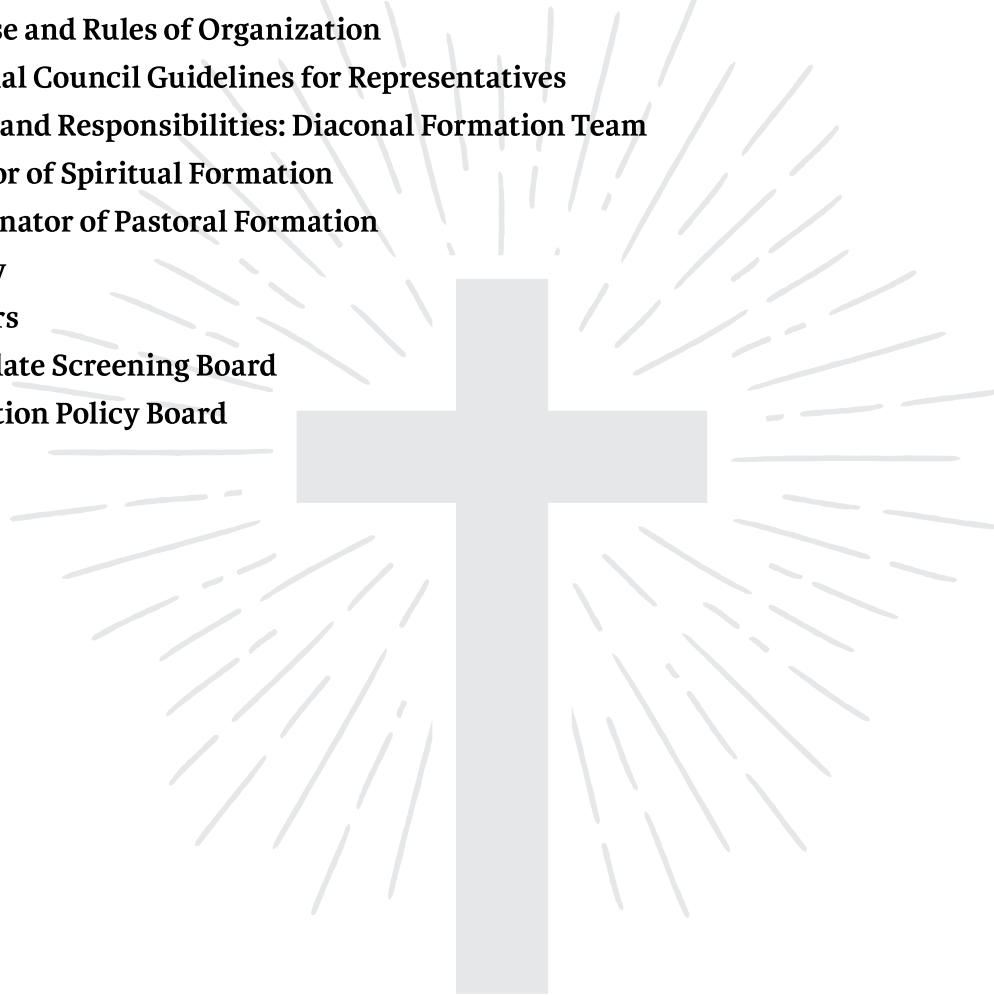 se and Rules of Organization
al Council Guidelines for Representatives
and Responsibilities: Diaconal Formation Team
or of Spiritual Formation
nator of Pastoral Formation
y
rs
late Screening Board
tion Policy Board